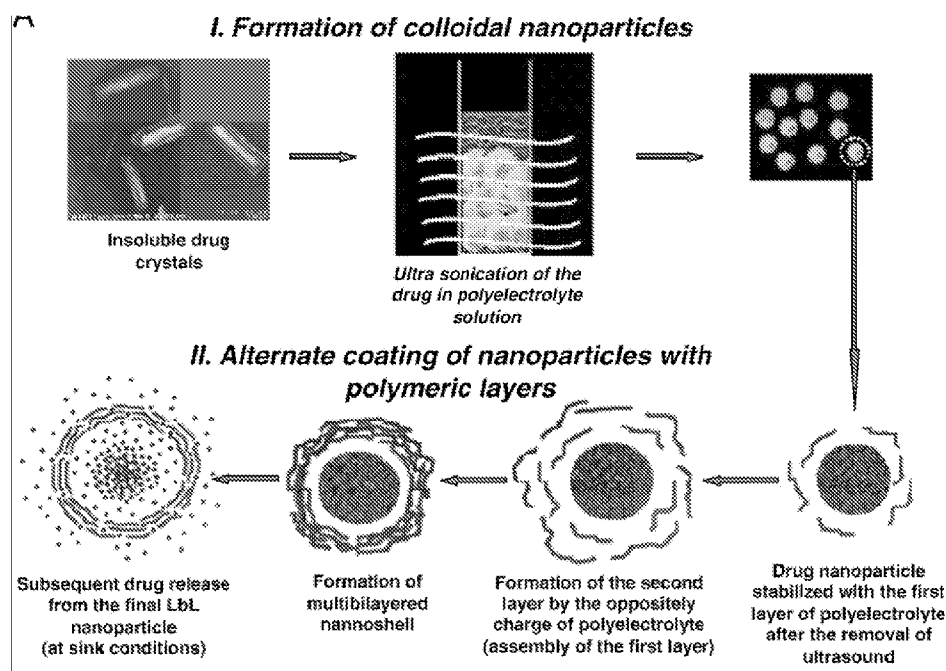 I. Formation of colloidal nanoparticles
Insoluble drug
crystals
Ultra sonication of the
drug in polyelectrolyte
solution
II. Alternate coating of nanoparticles with
polymeric layers
Subsequent drug release
from the final LbL
nanoparticle
(at sink conditions)
Formation of
multibilayered
nannoshell
Formation of the second
layer by the oppositely
charge of polyelectrolyte
(assembly of the first layer)
Drug nanoparticle
stabilized with the first
layer of polyelectrolyte
after the removal of
ultrasound